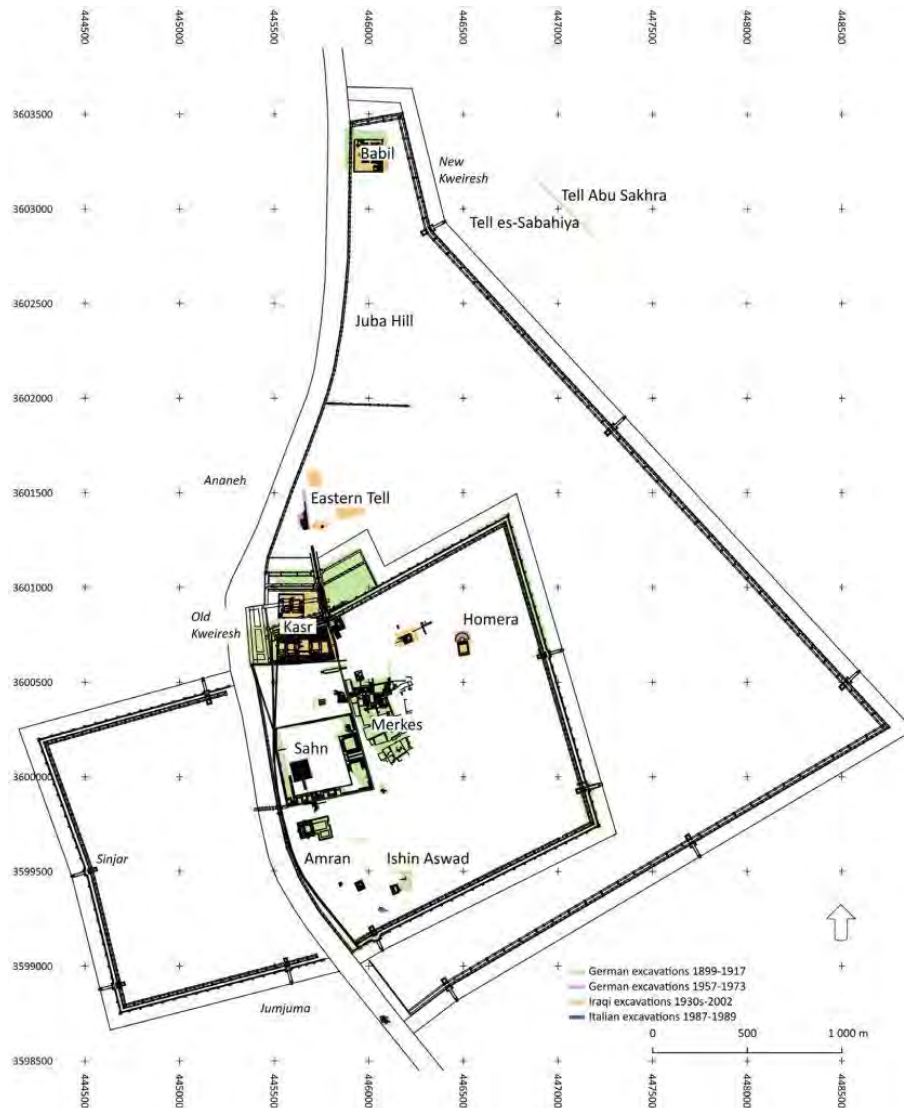 444500
445000
445500
446000
446500
447000
447500
448000
448500
3603500
Babil
New
Kweiresh
Tell Abu Sakhra
3603000
Tell es-Sabahiya
3602500
Juba Hill
3602000
Ananeh
3601500
Eastern Tell
3601000
Old
Kweiresh
Kasr
Homera
3600500
Merkes
Sahn
3600000
Amran
Ishin Aswad
Sinjar
3599500
3599000
German excavations 1899-1917
German excavations 1957-1973
Iraqi excavations 1930s-2002
Italian excavations 1987-1989
Jumjuma
0 500 1 000 m
3598500
444500
445000
445500
446000
446500
447000
447500
448000
448500